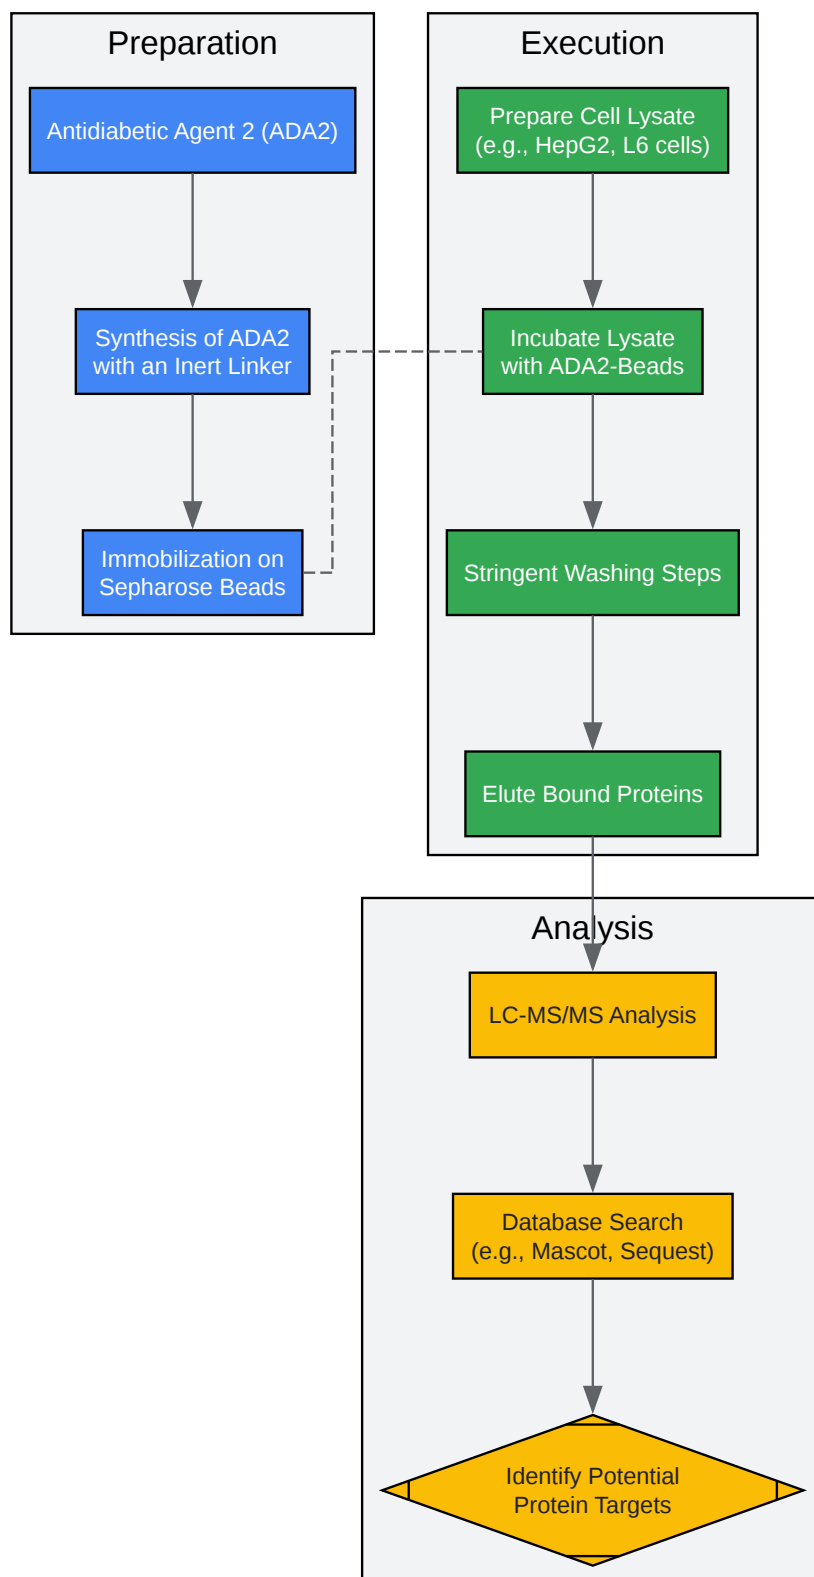 Preparation
Antidiabetic Agent 2 (ADA2)
Synthesis of ADA2
with an Inert Linker
Immobilization on
Sepharose Beads
Execution
Prepare Cell Lysate
(e.g., HepG2, L6 cells)
Incubate Lysate
with ADA2-Beads
Stringent Washing Steps
Elute Bound Proteins
Analysis
LC-MS/MS Analysis
Database Search
(e.g., Mascot, Sequest)
Identify Potential
Protein Targets